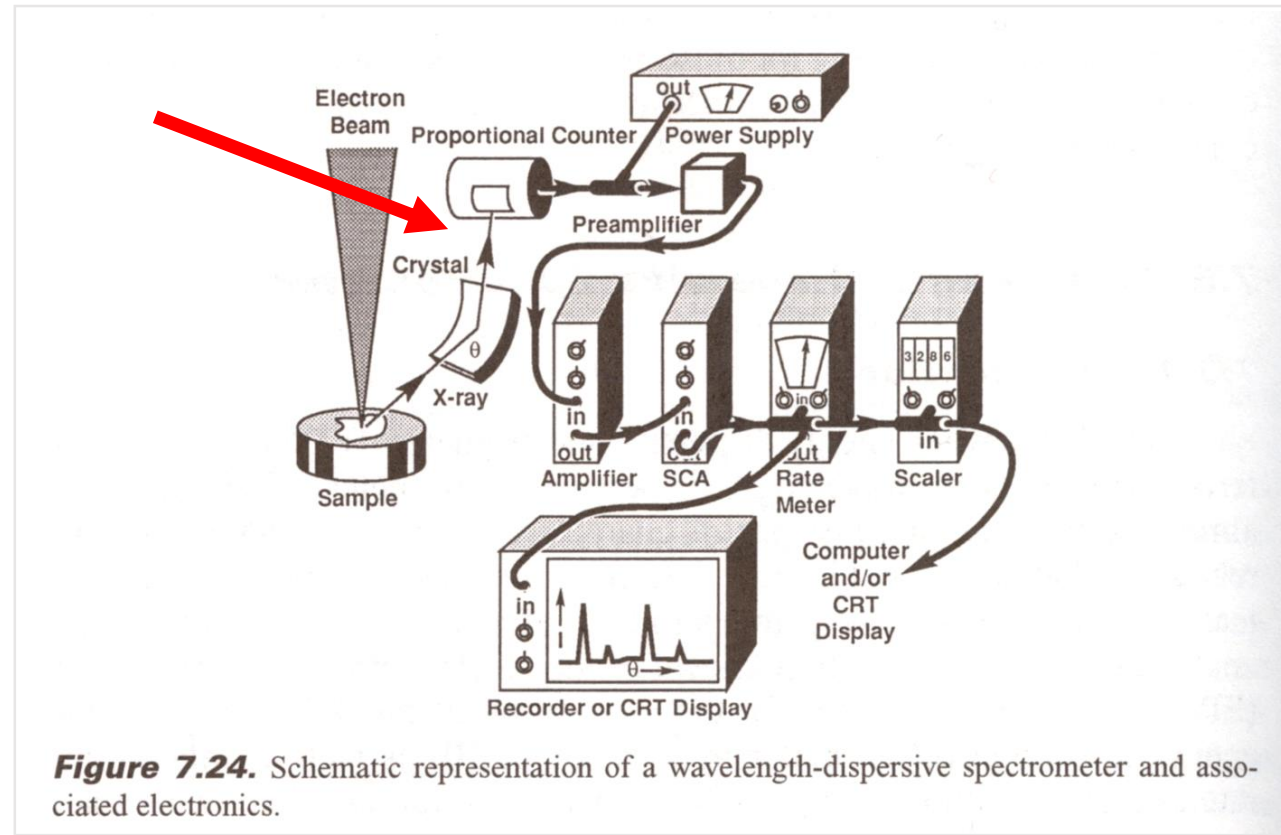 Electron
Beam
out
Proportional Counter
Power Supply
Preamplifier
Crystal
θ
X-ray
Sample
in
out
Amplifier
in
out
SCA
in
out
Rate
Meter
3 2 8 6
in
Scaler
Computer
and/or
CRT
Display
in
I
θ
Recorder or CRT Display
Figure 7.24. Schematic representation of a wavelength-dispersive spectrometer and asso-
ciated electronics.